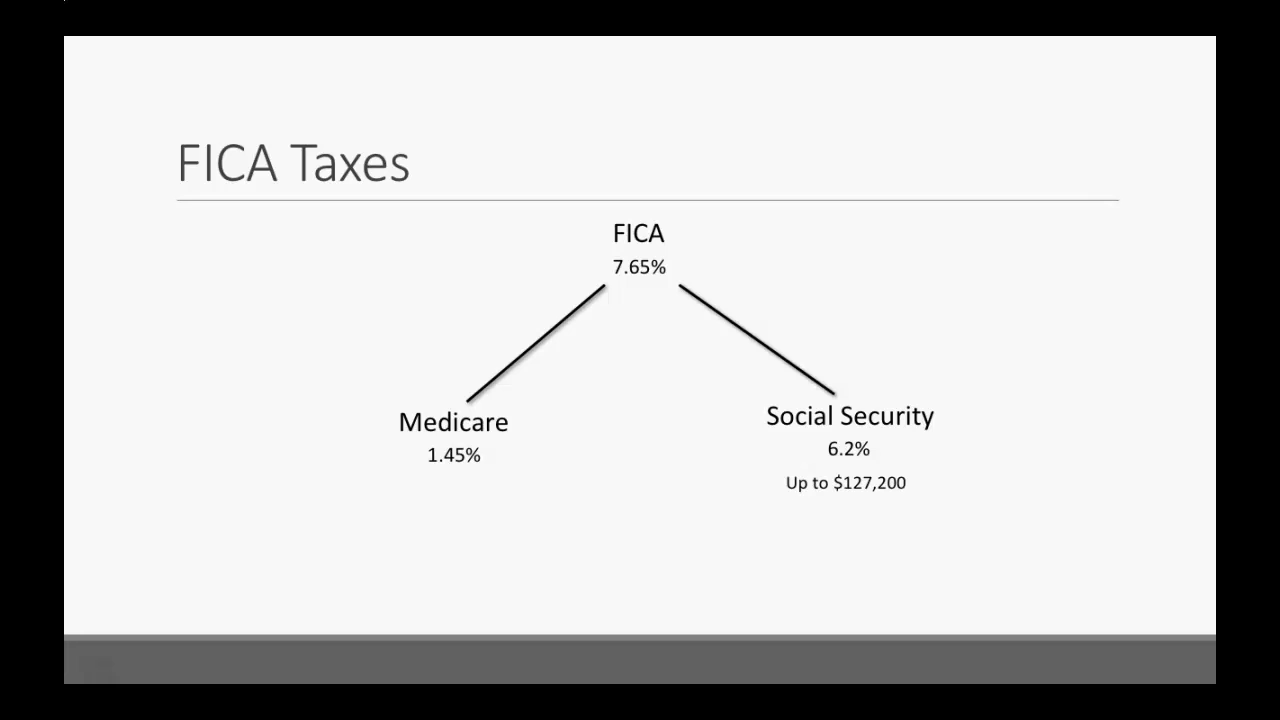 FICA Taxes
FICA
7.65%
Medicare
1.45%
Social Security
6.2%
Up to $127,200